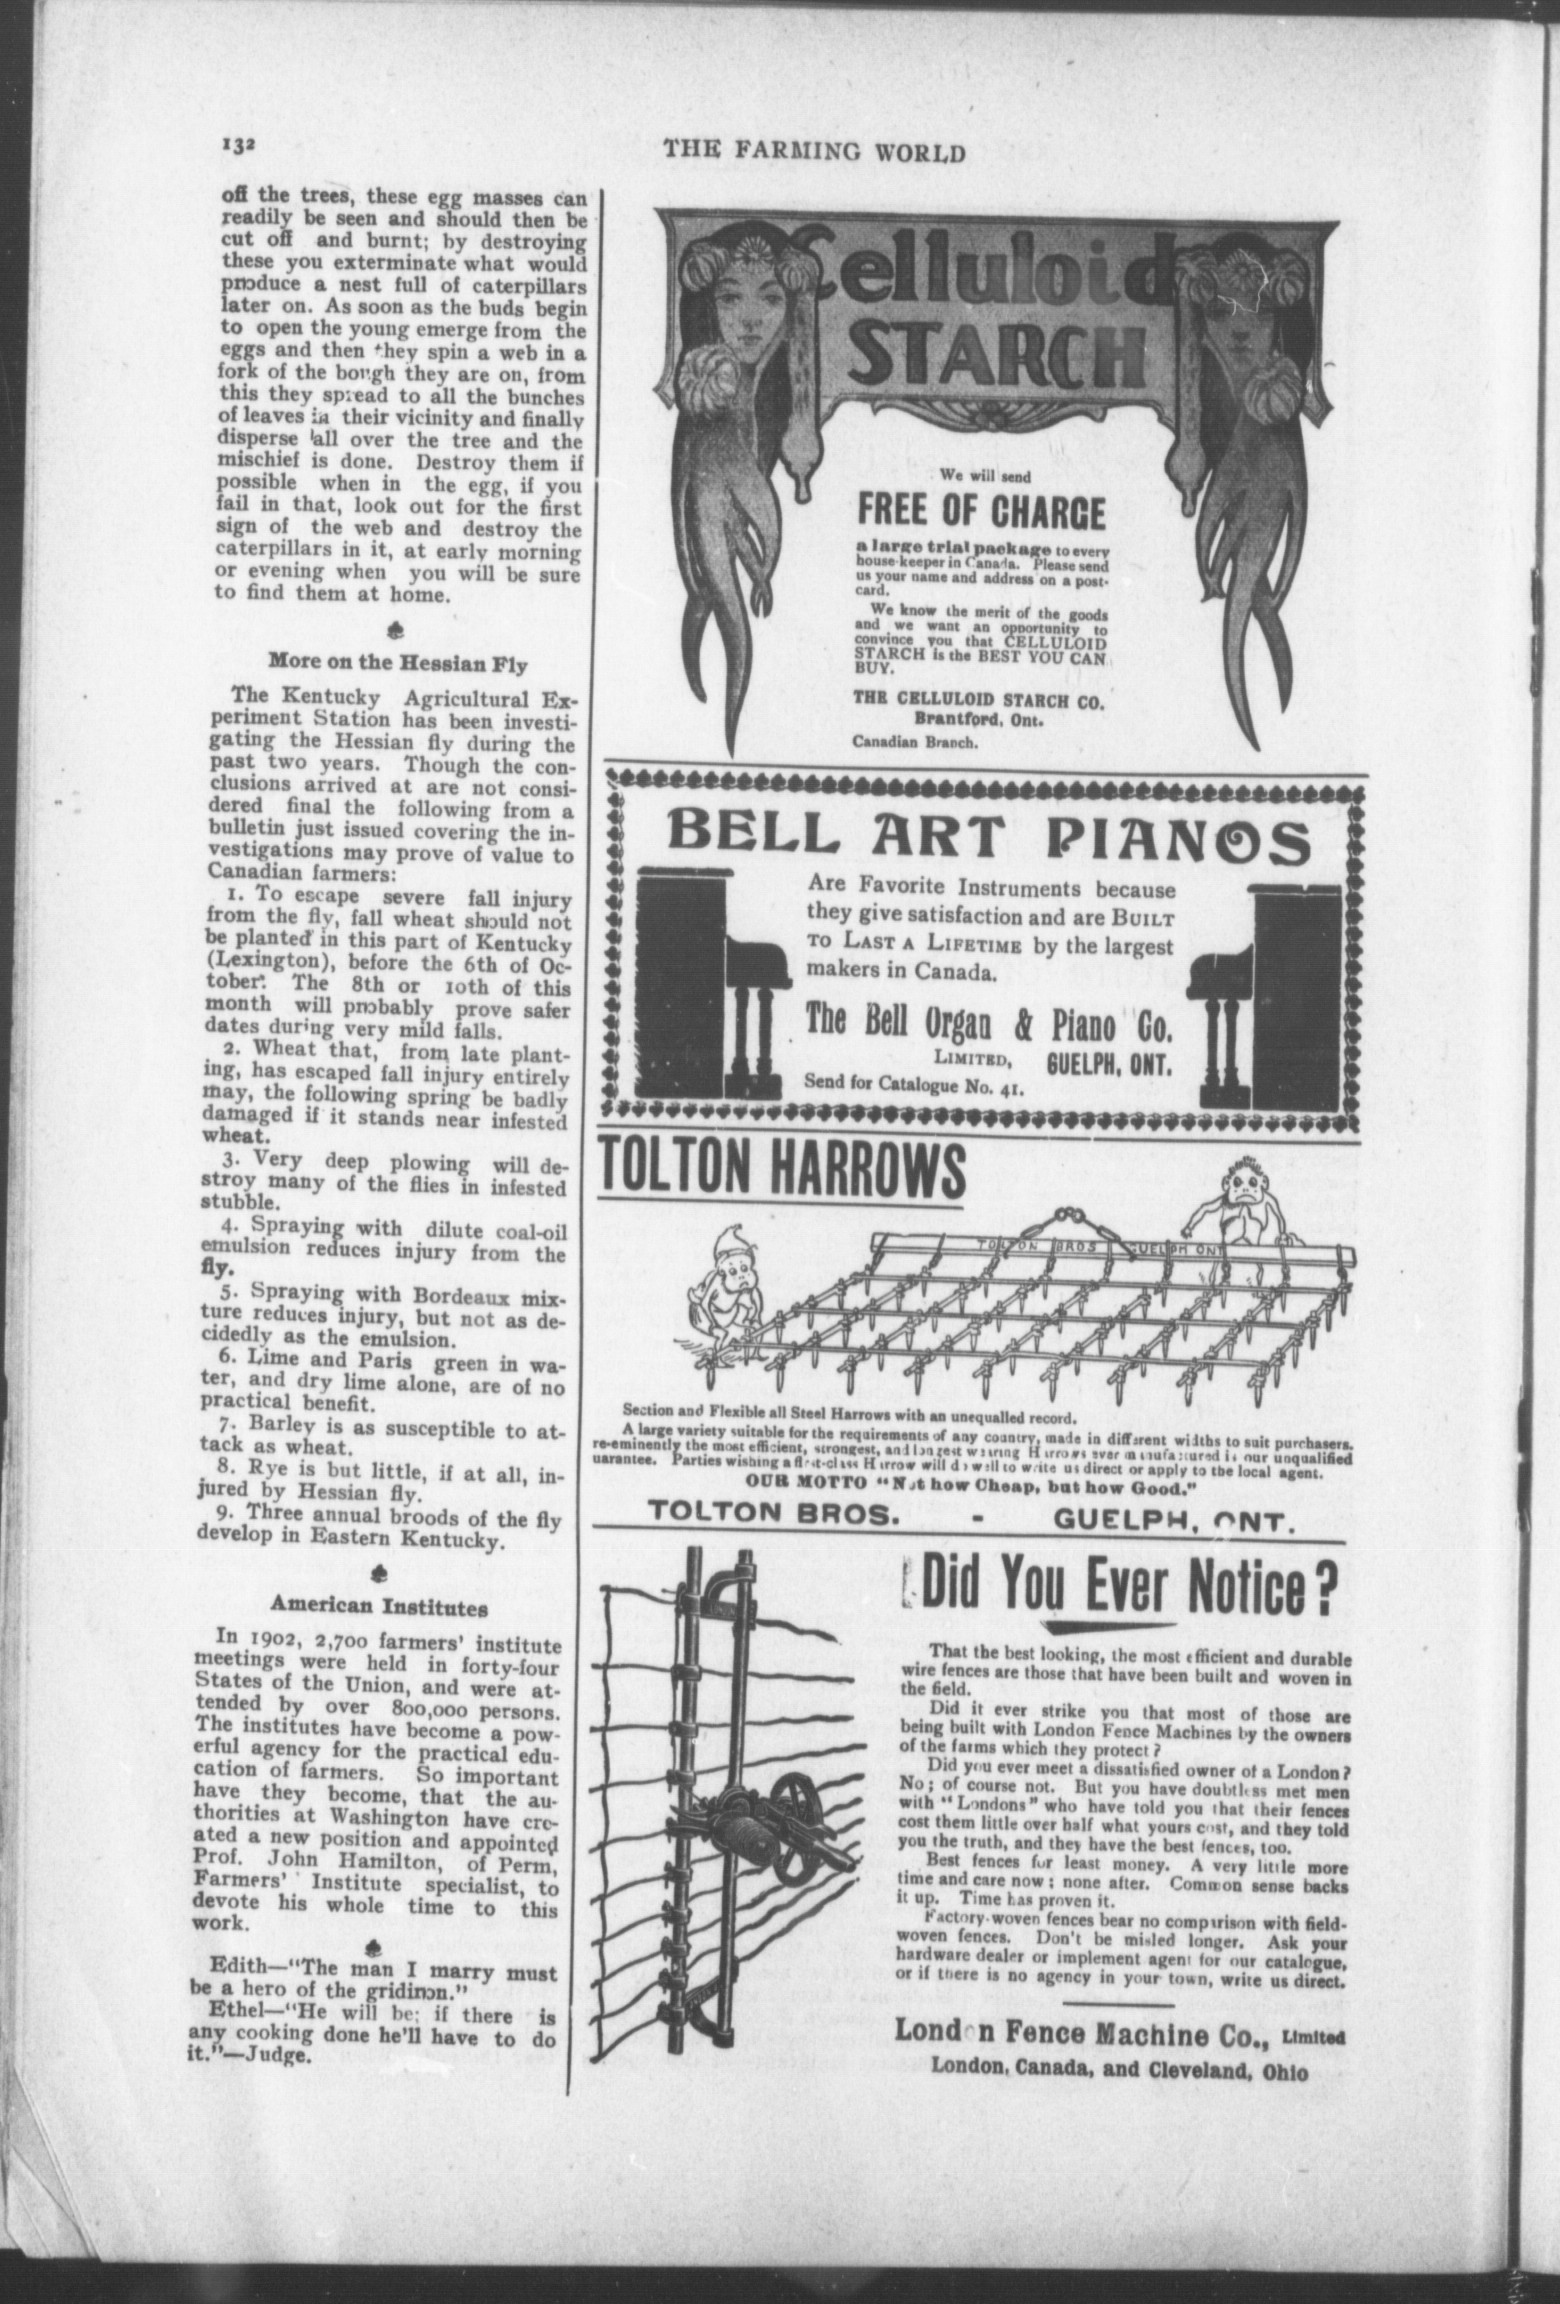 132
THE FARMING WORLD
off the trees, these egg masses can
readily be seen and should then be
cut off and burnt; by destroying
these you exterminate what would
produce a nest full of caterpillars
later on. As soon as the buds begin
to open the young emerge from the
eggs and then they spin a web in a
fork of the bough they are on, from
this they spread to all the bunches
of leaves in their vicinity and finally
disperse all over the tree and the
mischief is done. Destroy them if
possible when in the egg, if you
fail in that, look out for the first
sign of the web and destroy the
caterpillars in it, at early morning
or evening when you will be sure
to find them at home.
More on the Hessian Fly
The Kentucky Agricultural Ex-
periment Station has been investi-
gating the Hessian fly during the
past two years. Though the con-
clusions arrived at are not consi-
dered final the following from a
bulletin just issued covering the in-
vestigations may prove of value to
Canadian farmers:
1. To escape severe fall injury
from the fly, fall wheat should not
be planted in this part of Kentucky
(Lexington), before the 6th of Oc-
tober. The 8th or 10th of this
month will probably prove safer
dates during very mild falls.
2. Wheat that, from late plant-
ing, has escaped fall injury entirely
may, the following spring be badly
damaged if it stands near infested
wheat.
3. Very deep plowing will de-
stroy many of the flies in infested
stubble.
4. Spraying with dilute coal-oil
emulsion reduces injury from the
fly.
5. Spraying with Bordeaux mix-
ture reduces injury, but not as de-
cidedly as the emulsion.
6. Lime and Paris green in wa-
ter, and dry lime alone, are of no
practical benefit.
7. Barley is as susceptible to at-
tack as wheat.
8. Rye is but little, if at all, in-
jured by Hessian fly.
9. Three annual broods of the fly
develop in Eastern Kentucky.
American Institutes
In 1902, 2,700 farmers' institute
meetings were held in forty-four
States of the Union, and were at-
tended by over 800,000 persons.
The institutes have become a pow-
erful agency for the practical edu-
cation of farmers. So important
have they become, that the au-
thorities at Washington have cre-
ated a new position and appointed
Prof. John Hamilton, of Perm,
Farmers' Institute specialist, to
devote his whole time to this
work.
Edith—"The man I marry must
be a hero of the gridiron."
Ethel—"He will be; if there is
any cooking done he'll have to do
it."—Judge.
Celluloid
STARCH
We will send
FREE OF CHARGE
a large trial package to every
house-keeper in Canada. Please send
us your name and address on a post-
card.
We know the merit of the goods
and we want an opportunity to
convince you that CELLULOID
STARCH is the BEST YOU CAN
BUY.
THE CELLULOID STARCH CO.
Brantford, Ont.
Canadian Branch.
BELL ART PIANOS
Are Favorite Instruments because
they give satisfaction and are BUILT
TO LAST A LIFETIME by the largest
makers in Canada.
The Bell Organ & Piano Co.
LIMITED, GUELPH, ONT.
Send for Catalogue No. 41.
TOLTON HARROWS
TOLTON BROS GUELPH ONT
Section and Flexible all Steel Harrows with an unequalled record.
A large variety suitable for the requirements of any country, made in different widths to suit purchasers.
re-eminently the most efficient, strongest, and longest wearing Harrows ever manufactured is our unqualified
uarantee. Parties wishing a first-class Harrow will do well to write us direct or apply to the local agent.
OUR MOTTO "Not how Cheap, but how Good."
TOLTON BROS. - GUELPH, ONT.
Did You Ever Notice?
That the best looking, the most efficient and durable
wire fences are those that have been built and woven in
the field.
Did it ever strike you that most of those are
being built with London Fence Machines by the owners
of the farms which they protect?
Did you ever meet a dissatisfied owner of a London?
No; of course not. But you have doubtless met men
with "Londons" who have told you that their fences
cost them little over half what yours cost, and they told
you the truth, and they have the best fences, too.
Best fences for least money. A very little more
time and care now; none after. Common sense backs
it up. Time has proven it.
Factory-woven fences bear no comparison with field-
woven fences. Don't be misled longer. Ask your
hardware dealer or implement agent for our catalogue,
or if there is no agency in your town, write us direct.
London Fence Machine Co., Limited
London, Canada, and Cleveland, Ohio